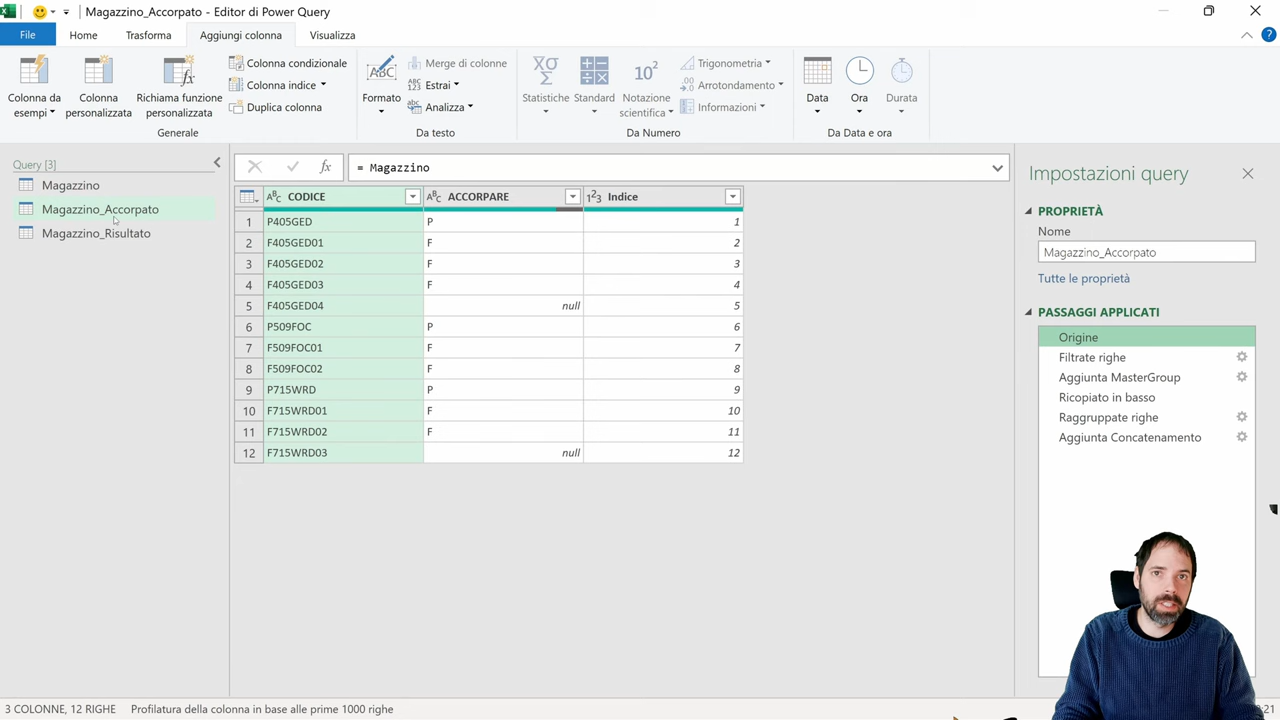 Magazzino_Accorpato - Editor di Power Query
File Home Trasforma Aggiungi colonna Visualizza
Colonna da esempi
Colonna personalizzata
Richiama funzione personalizzata
Colonna condizionale
Colonna indice
Duplica colonna
Generale
Formato
Merge di colonne
Estrai
Analizza
Da testo
Statistiche
Standard
Notazione scientifica
Trigonometria
Arrotondamento
Informazioni
Da Numero
Data
Ora
Durata
Da Data e ora
Query [3]
Magazzino
Magazzino_Accorpato
Magazzino_Risultato
fx = Magazzino
CODICE ACCORPARE Indice
1 P405GED P 1
2 F405GED01 F 2
3 F405GED02 F 3
4 F405GED03 F 4
5 F405GED04 null 5
6 P509FOC P 6
7 F509FOC01 F 7
8 F509FOC02 F 8
9 P715WRD P 9
10 F715WRD01 F 10
11 F715WRD02 F 11
12 F715WRD03 null 12
Impostazioni query
PROPRIETÀ
Nome
Magazzino_Accorpato
Tutte le proprietà
PASSAGGI APPLICATI
Origine
Filtrate righe
Aggiunta MasterGroup
Ricopiato in basso
Raggruppate righe
Aggiunta Concatenamento
3 COLONNE, 12 RIGHE Profilatura della colonna in base alle prime 1000 righe